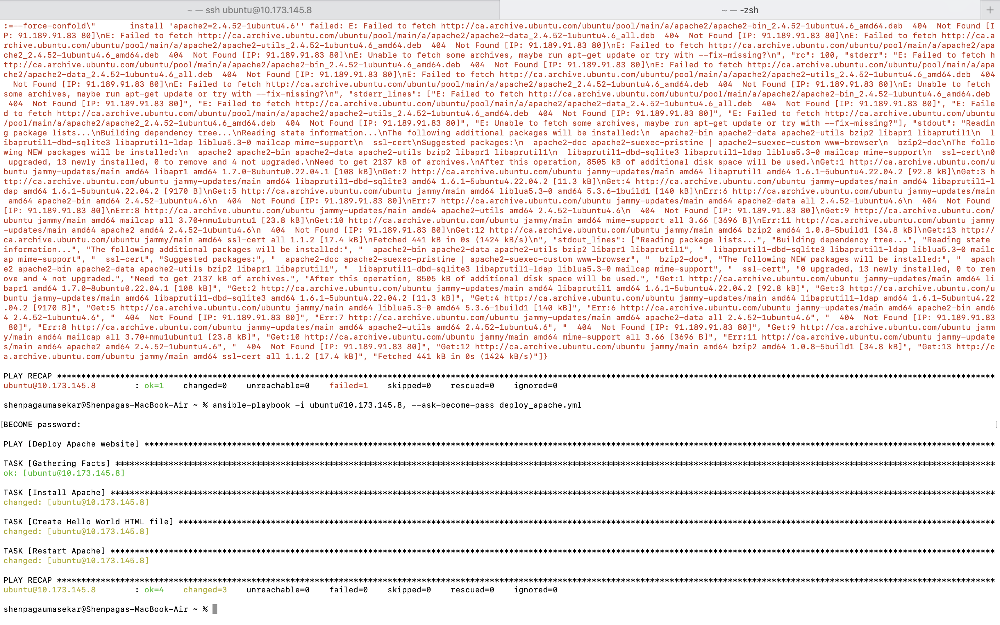 ~ — ssh ubuntu@10.173.145.8
~ — -zsh
+
:=--force-confold\"       install 'apache2=2.4.52-1ubuntu4.6'' failed: E: Failed to fetch http://ca.archive.ubuntu.com/ubuntu/pool/main/a/apache2/apache2-bin_2.4.52-1ubuntu4.6_amd64.deb  404  Not Found [I
P: 91.189.91.83 80]\nE: Failed to fetch http://ca.archive.ubuntu.com/ubuntu/pool/main/a/apache2/apache2-data_2.4.52-1ubuntu4.6_all.deb  404  Not Found [IP: 91.189.91.83 80]\nE: Failed to fetch http://ca.a
rchive.ubuntu.com/ubuntu/pool/main/a/apache2/apache2-utils_2.4.52-1ubuntu4.6_amd64.deb  404  Not Found [IP: 91.189.91.83 80]\nE: Failed to fetch http://ca.archive.ubuntu.com/ubuntu/pool/main/a/apache2/apa
che2_2.4.52-1ubuntu4.6_amd64.deb  404  Not Found [IP: 91.189.91.83 80]\nE: Unable to fetch some archives, maybe run apt-get update or try with --fix-missing?\n", "rc": 100, "stderr": "E: Failed to fetch h
ttp://ca.archive.ubuntu.com/ubuntu/pool/main/a/apache2/apache2-bin_2.4.52-1ubuntu4.6_amd64.deb  404  Not Found [IP: 91.189.91.83 80]\nE: Failed to fetch http://ca.archive.ubuntu.com/ubuntu/pool/main/a/apa
che2/apache2-data_2.4.52-1ubuntu4.6_all.deb  404  Not Found [IP: 91.189.91.83 80]\nE: Failed to fetch http://ca.archive.ubuntu.com/ubuntu/pool/main/a/apache2/apache2-utils_2.4.52-1ubuntu4.6_amd64.deb  404
  Not Found [IP: 91.189.91.83 80]\nE: Failed to fetch http://ca.archive.ubuntu.com/ubuntu/pool/main/a/apache2/apache2_2.4.52-1ubuntu4.6_amd64.deb  404  Not Found [IP: 91.189.91.83 80]\nE: Unable to fetch 
some archives, maybe run apt-get update or try with --fix-missing?\n", "stderr_lines": ["E: Failed to fetch http://ca.archive.ubuntu.com/ubuntu/pool/main/a/apache2/apache2-bin_2.4.52-1ubuntu4.6_amd64.deb 
 404  Not Found [IP: 91.189.91.83 80]", "E: Failed to fetch http://ca.archive.ubuntu.com/ubuntu/pool/main/a/apache2/apache2-data_2.4.52-1ubuntu4.6_all.deb  404  Not Found [IP: 91.189.91.83 80]", "E: Faile
d to fetch http://ca.archive.ubuntu.com/ubuntu/pool/main/a/apache2/apache2-utils_2.4.52-1ubuntu4.6_amd64.deb  404  Not Found [IP: 91.189.91.83 80]", "E: Failed to fetch http://ca.archive.ubuntu.com/ubuntu
/pool/main/a/apache2/apache2_2.4.52-1ubuntu4.6_amd64.deb  404  Not Found [IP: 91.189.91.83 80]", "E: Unable to fetch some archives, maybe run apt-get update or try with --fix-missing?"], "stdout": "Readin
g package lists...\nBuilding dependency tree...\nReading state information...\nThe following additional packages will be installed:\n  apache2-bin apache2-data apache2-utils bzip2 libapr1 libaprutil1\n  l
ibaprutil1-dbd-sqlite3 libaprutil1-ldap liblua5.3-0 mailcap mime-support\n  ssl-cert\nSuggested packages:\n  apache2-doc apache2-suexec-pristine | apache2-suexec-custom www-browser\n  bzip2-doc\nThe follo
wing NEW packages will be installed:\n  apache2 apache2-bin apache2-data apache2-utils bzip2 libapr1 libaprutil1\n  libaprutil1-dbd-sqlite3 libaprutil1-ldap liblua5.3-0 mailcap mime-support\n  ssl-cert\n0
 upgraded, 13 newly installed, 0 to remove and 4 not upgraded.\nNeed to get 2137 kB of archives.\nAfter this operation, 8505 kB of additional disk space will be used.\nGet:1 http://ca.archive.ubuntu.com/u
buntu jammy-updates/main amd64 libapr1 amd64 1.7.0-8ubuntu0.22.04.1 [108 kB]\nGet:2 http://ca.archive.ubuntu.com/ubuntu jammy-updates/main amd64 libaprutil1 amd64 1.6.1-5ubuntu4.22.04.2 [92.8 kB]\nGet:3 h
ttp://ca.archive.ubuntu.com/ubuntu jammy-updates/main amd64 libaprutil1-dbd-sqlite3 amd64 1.6.1-5ubuntu4.22.04.2 [11.3 kB]\nGet:4 http://ca.archive.ubuntu.com/ubuntu jammy-updates/main amd64 libaprutil1-l
dap amd64 1.6.1-5ubuntu4.22.04.2 [9170 B]\nGet:5 http://ca.archive.ubuntu.com/ubuntu jammy/main amd64 liblua5.3-0 amd64 5.3.6-1build1 [140 kB]\nErr:6 http://ca.archive.ubuntu.com/ubuntu jammy-updates/main
 amd64 apache2-bin amd64 2.4.52-1ubuntu4.6\n  404  Not Found [IP: 91.189.91.83 80]\nErr:7 http://ca.archive.ubuntu.com/ubuntu jammy-updates/main amd64 apache2-data all 2.4.52-1ubuntu4.6\n  404  Not Found 
[IP: 91.189.91.83 80]\nErr:8 http://ca.archive.ubuntu.com/ubuntu jammy-updates/main amd64 apache2-utils amd64 2.4.52-1ubuntu4.6\n  404  Not Found [IP: 91.189.91.83 80]\nGet:9 http://ca.archive.ubuntu.com/
ubuntu jammy/main amd64 mailcap all 3.70+nmu1ubuntu1 [23.8 kB]\nGet:10 http://ca.archive.ubuntu.com/ubuntu jammy/main amd64 mime-support all 3.66 [3696 B]\nErr:11 http://ca.archive.ubuntu.com/ubuntu jammy
-updates/main amd64 apache2 amd64 2.4.52-1ubuntu4.6\n  404  Not Found [IP: 91.189.91.83 80]\nGet:12 http://ca.archive.ubuntu.com/ubuntu jammy/main amd64 bzip2 amd64 1.0.8-5build1 [34.8 kB]\nGet:13 http://
ca.archive.ubuntu.com/ubuntu jammy/main amd64 ssl-cert all 1.1.2 [17.4 kB]\nFetched 441 kB in 0s (1424 kB/s)\n", "stdout_lines": ["Reading package lists...", "Building dependency tree...", "Reading state 
information...", "The following additional packages will be installed:", "  apache2-bin apache2-data apache2-utils bzip2 libapr1 libaprutil1", "  libaprutil1-dbd-sqlite3 libaprutil1-ldap liblua5.3-0 mailc
ap mime-support", "  ssl-cert", "Suggested packages:", "  apache2-doc apache2-suexec-pristine | apache2-suexec-custom www-browser", "  bzip2-doc", "The following NEW packages will be installed:", "  apach
e2 apache2-bin apache2-data apache2-utils bzip2 libapr1 libaprutil1", "  libaprutil1-dbd-sqlite3 libaprutil1-ldap liblua5.3-0 mailcap mime-support", "  ssl-cert", "0 upgraded, 13 newly installed, 0 to rem
ove and 4 not upgraded.", "Need to get 2137 kB of archives.", "After this operation, 8505 kB of additional disk space will be used.", "Get:1 http://ca.archive.ubuntu.com/ubuntu jammy-updates/main amd64 li
bapr1 amd64 1.7.0-8ubuntu0.22.04.1 [108 kB]", "Get:2 http://ca.archive.ubuntu.com/ubuntu jammy-updates/main amd64 libaprutil1 amd64 1.6.1-5ubuntu4.22.04.2 [92.8 kB]", "Get:3 http://ca.archive.ubuntu.com/u
buntu jammy-updates/main amd64 libaprutil1-dbd-sqlite3 amd64 1.6.1-5ubuntu4.22.04.2 [11.3 kB]", "Get:4 http://ca.archive.ubuntu.com/ubuntu jammy-updates/main amd64 libaprutil1-ldap amd64 1.6.1-5ubuntu4.22
.04.2 [9170 B]", "Get:5 http://ca.archive.ubuntu.com/ubuntu jammy/main amd64 liblua5.3-0 amd64 5.3.6-1build1 [140 kB]", "Err:6 http://ca.archive.ubuntu.com/ubuntu jammy-updates/main amd64 apache2-bin amd6
4 2.4.52-1ubuntu4.6", "  404  Not Found [IP: 91.189.91.83 80]", "Err:7 http://ca.archive.ubuntu.com/ubuntu jammy-updates/main amd64 apache2-data all 2.4.52-1ubuntu4.6", "  404  Not Found [IP: 91.189.91.83
 80]", "Err:8 http://ca.archive.ubuntu.com/ubuntu jammy-updates/main amd64 apache2-utils amd64 2.4.52-1ubuntu4.6", "  404  Not Found [IP: 91.189.91.83 80]", "Get:9 http://ca.archive.ubuntu.com/ubuntu jamm
y/main amd64 mailcap all 3.70+nmu1ubuntu1 [23.8 kB]", "Get:10 http://ca.archive.ubuntu.com/ubuntu jammy/main amd64 mime-support all 3.66 [3696 B]", "Err:11 http://ca.archive.ubuntu.com/ubuntu jammy-update
s/main amd64 apache2 amd64 2.4.52-1ubuntu4.6", "  404  Not Found [IP: 91.189.91.83 80]", "Get:12 http://ca.archive.ubuntu.com/ubuntu jammy/main amd64 bzip2 amd64 1.0.8-5build1 [34.8 kB]", "Get:13 http://c
a.archive.ubuntu.com/ubuntu jammy/main amd64 ssl-cert all 1.1.2 [17.4 kB]", "Fetched 441 kB in 0s (1424 kB/s)"]}
PLAY RECAP ************************************************************************************************************
ubuntu@10.173.145.8        : ok=1    changed=0    unreachable=0    failed=1    skipped=0    rescued=0    ignored=0
shenpagaumasekar@Shenpagas-MacBook-Air ~ % ansible-playbook -i ubuntu@10.173.145.8, --ask-become-pass deploy_apache.yml
[BECOME password: ]
PLAY [Deploy Apache website] ************************************************************************************************************
TASK [Gathering Facts] ************************************************************************************************************
ok: [ubuntu@10.173.145.8]
TASK [Install Apache] ************************************************************************************************************
changed: [ubuntu@10.173.145.8]
TASK [Create Hello World HTML file] ************************************************************************************************************
changed: [ubuntu@10.173.145.8]
TASK [Restart Apache] ************************************************************************************************************
changed: [ubuntu@10.173.145.8]
PLAY RECAP ************************************************************************************************************
ubuntu@10.173.145.8        : ok=4    changed=3    unreachable=0    failed=0    skipped=0    rescued=0    ignored=0
shenpagaumasekar@Shenpagas-MacBook-Air ~ %